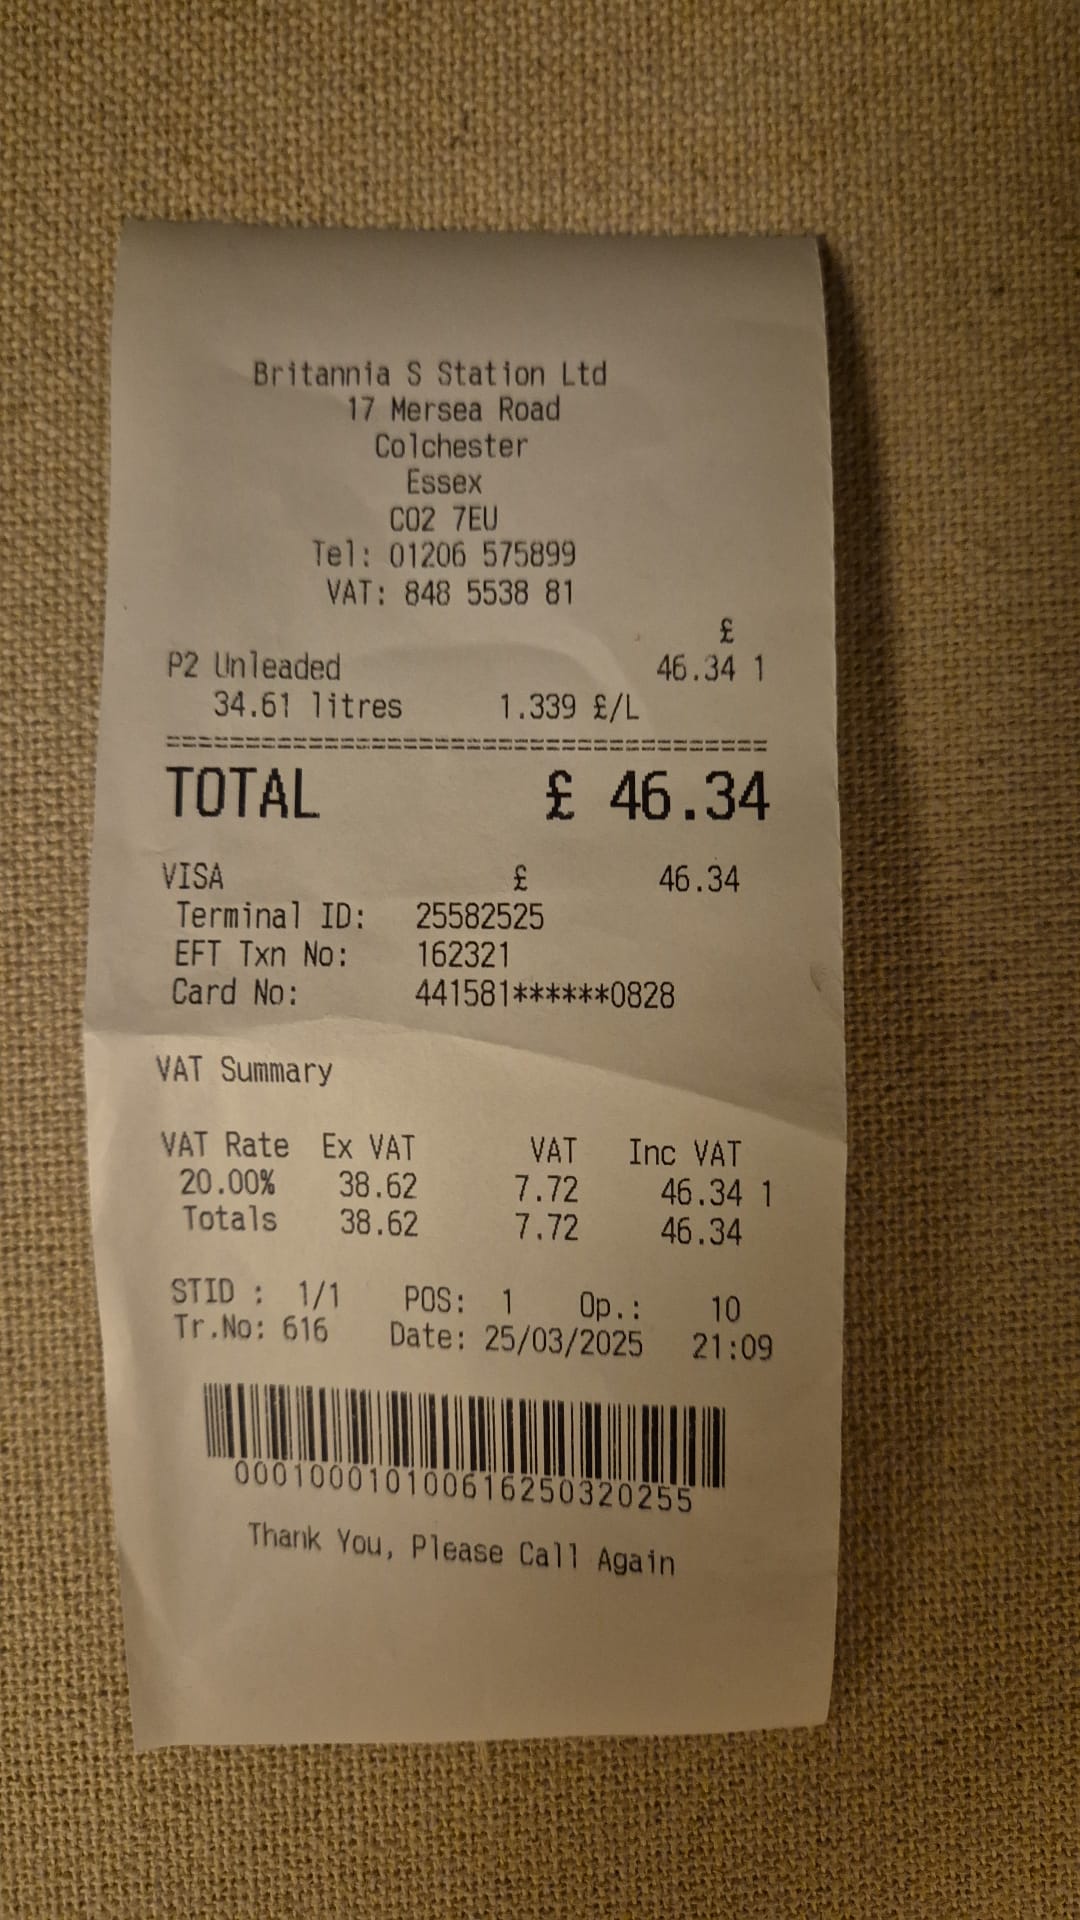 Britannia S Station Ltd
17 Mersea Road
Colchester
Essex
CO2 7EU
Tel: 01206 575899
VAT: 848 5538 81
£
P2 Unleaded 46.34 1
34.61 litres 1.339 £/L
=======================================
TOTAL £ 46.34
VISA £ 46.34
Terminal ID: 25582525
EFT Txn No: 162321
Card No: 441581******0828
VAT Summary
VAT Rate Ex VAT VAT Inc VAT
20.00% 38.62 7.72 46.34 1
Totals 38.62 7.72 46.34
STID : 1/1 POS: 1 Op.: 10
Tr.No: 616 Date: 25/03/2025 21:09
000100010100616250320255
Thank You, Please Call Again